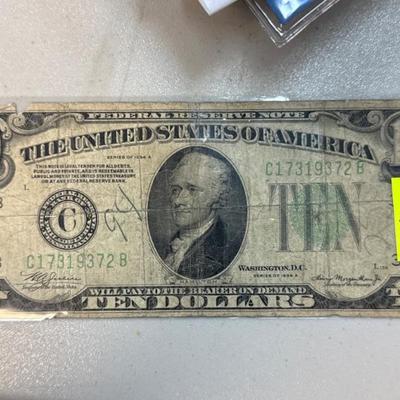 FEDERAL RESERVE NOTE
THE UNITED STATES OF AMERICA
SERIES OF 1934 A
THIS NOTE IS LEGAL TENDER FOR ALL DEBTS,
PUBLIC AND PRIVATE, AND IS REDEEMABLE IN
LAWFUL MONEY AT THE UNITED STATES TREASURY
OR AT ANY FEDERAL RESERVE BANK
C17319372B
C
TEN
C17319372B
HAMILTON
WASHINGTON, D.C.
SERIES OF 1934 A
WILL PAY TO THE BEARER ON DEMAND
TEN DOLLARS